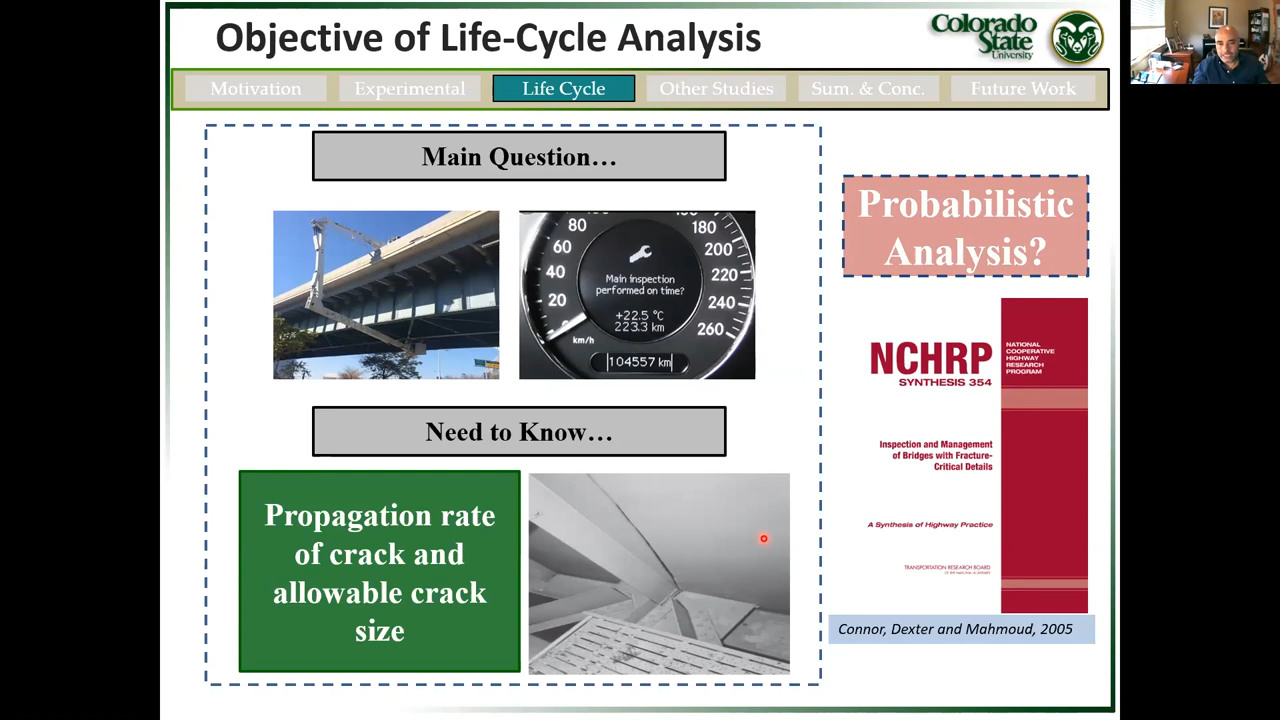 Objective of Life-Cycle Analysis
Colorado
State
University
Motivation
Experimental
Life Cycle
Other Studies
Sum. & Conc.
Future Work
Main Question…
80
60
40
20
km/h
180
200
220
240
260
Main inspection
performed on time?
+22.5 °C
223.3 km
104557 km
Need to Know…
Propagation rate
of crack and
allowable crack
size
Probabilistic
Analysis?
NCHRP
SYNTHESIS 354
NATIONAL
COOPERATIVE
HIGHWAY
RESEARCH
PROGRAM
Inspection and Management
of Bridges with Fracture-
Critical Details
A Synthesis of Highway Practice
TRANSPORTATION RESEARCH BOARD
OF THE NATIONAL ACADEMIES
Connor, Dexter and Mahmoud, 2005